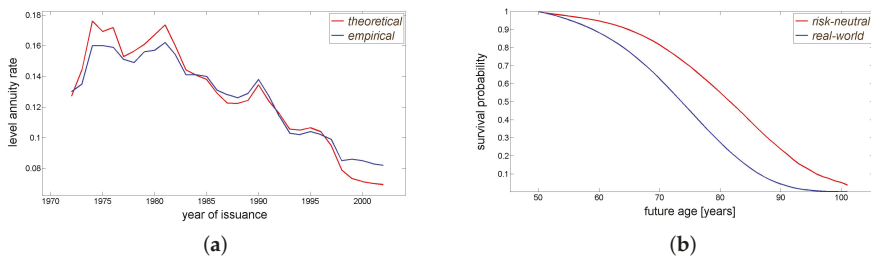 0.18
0.16
0.14
0.12
0.1
0.08
level annuity rate
theoretical
empirical
1970
1975
1980
1985
1990
1995
2000
year of issuance
(a)
1
0.9
0.8
0.7
0.6
0.5
0.4
0.3
0.2
0.1
survival probability
risk-neutral
real-world
50
60
70
80
90
100
future age [years]
(b)